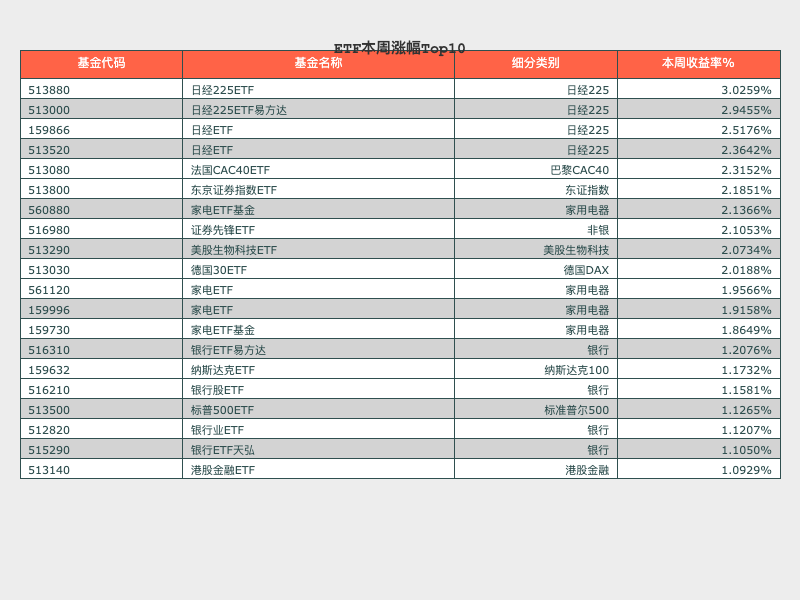 ETF本周涨幅Top10
基金代码 基金名称 细分类别 本周收益率%
513880 日经225ETF 日经225 3.0259%
513000 日经225ETF易方达 日经225 2.9455%
159866 日经ETF 日经225 2.5176%
513520 日经ETF 日经225 2.3642%
513080 法国CAC40ETF 巴黎CAC40 2.3152%
513800 东京证券指数ETF 东证指数 2.1851%
560880 家电ETF基金 家用电器 2.1366%
516980 证券先锋ETF 非银 2.1053%
513290 美股生物科技ETF 美股生物科技 2.0734%
513030 德国30ETF 德国DAX 2.0188%
561120 家电ETF 家用电器 1.9566%
159996 家电ETF 家用电器 1.9158%
159730 家电ETF基金 家用电器 1.8649%
516310 银行ETF易方达 银行 1.2076%
159632 纳斯达克ETF 纳斯达克100 1.1732%
516210 银行股ETF 银行 1.1581%
513500 标普500ETF 标准普尔500 1.1265%
512820 银行业ETF 银行 1.1207%
515290 银行ETF天弘 银行 1.1050%
513140 港股金融ETF 港股金融 1.0929%